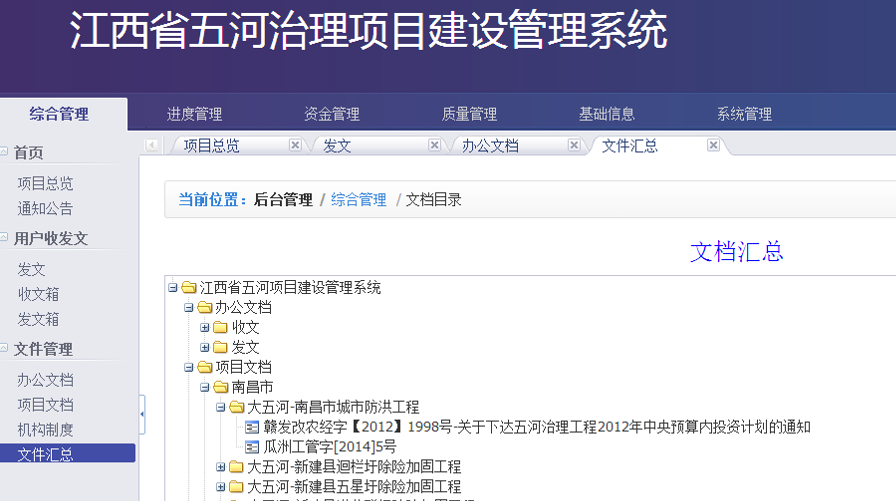 江西省五河治理项目建设管理系统
综合管理 进度管理 资金管理 质量管理 基础信息 系统管理
项目总览 发文 办公文档 文件汇总
首页
项目总览
通知公告
用户收发文
发文
收文箱
发文箱
文件管理
办公文档
项目文档
机构制度
文件汇总
当前位置：后台管理 / 综合管理 / 文档目录
文档汇总
江西省五河项目建设管理系统
办公文档
收文
发文
项目文档
南昌市
大五河-南昌市城市防洪工程
赣发改农经字【2012】1998号-关于下达五河治理工程2012年中央预算内投资计划的通知
瓜洲工管字[2014]5号
大五河-新建县迴栏圩除险加固工程
大五河-新建县五星圩除险加固工程